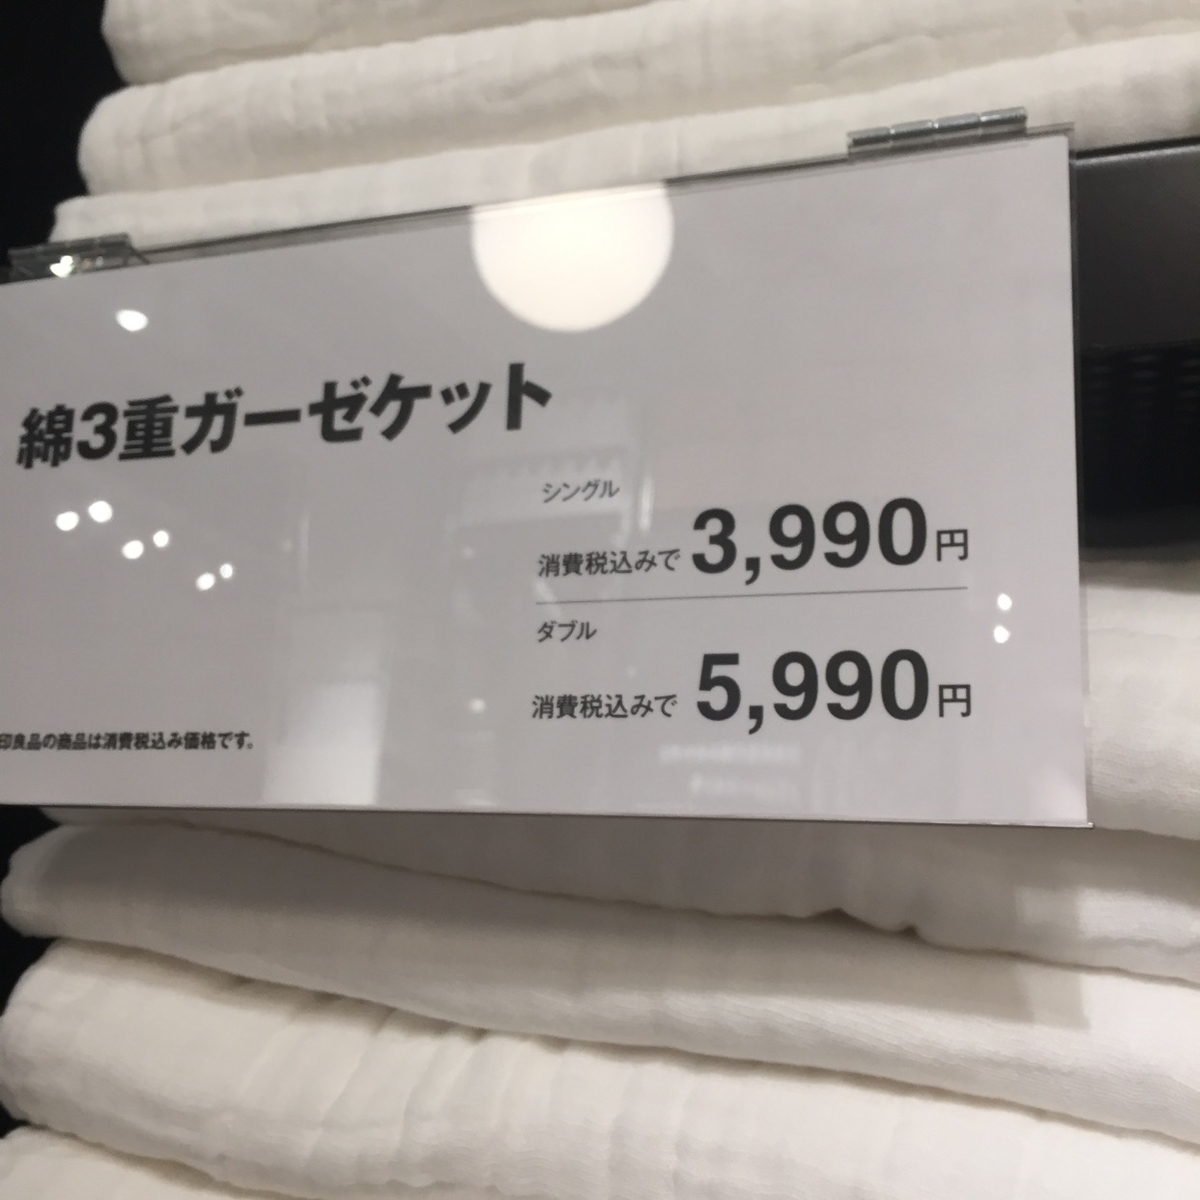 綿3重ガーゼケット
シングル
消費税込みで 3,990円
ダブル
消費税込みで 5,990円
印良品の商品は消費税込み価格です。